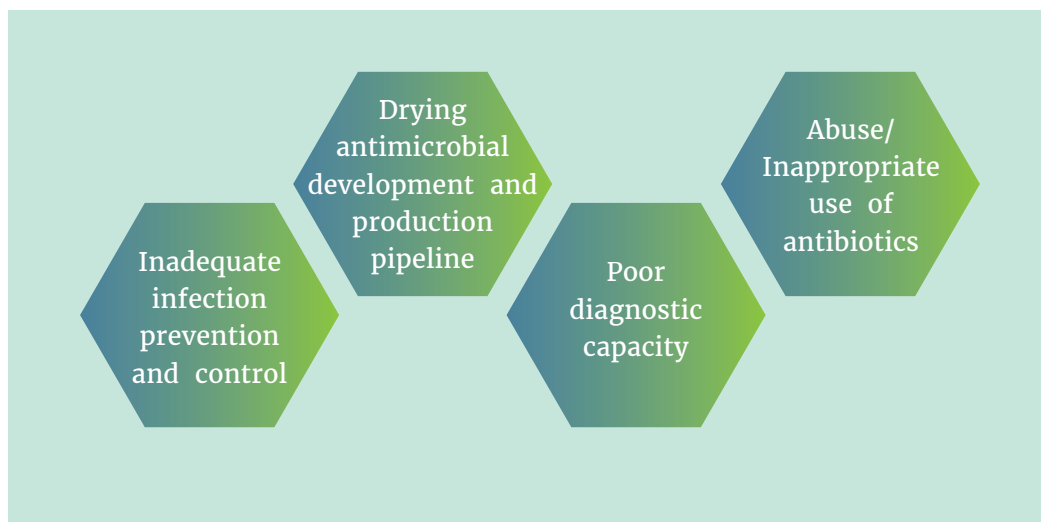 Inadequate
infection
prevention
and control
Drying
antimicrobial
development and
production
pipeline
Poor
diagnostic
capacity
Abuse/
Inappropriate
use of
antibiotics